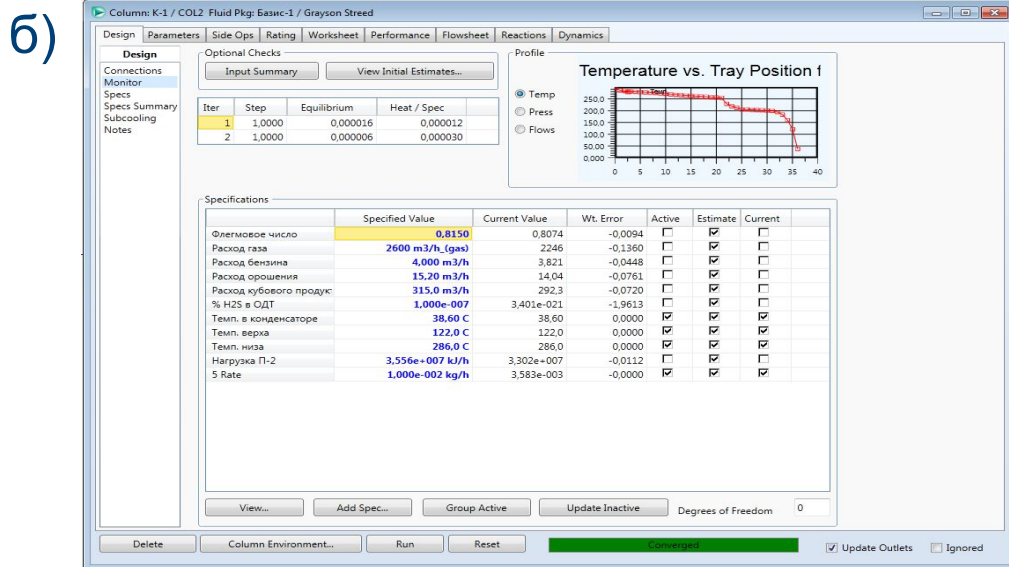 б)
Column: K-1 / COL2 Fluid Pkg: Базис-1 / Grayson Streed
Design Parameters Side Ops Rating Worksheet Performance Flowsheet Reactions Dynamics
Design
Connections
Monitor
Specs
Specs Summary
Subcooling
Notes
Optional Checks
Input Summary View Initial Estimates...
Iter Step Equilibrium Heat / Spec
1 1,0000 0,000016 0,000012
2 1,0000 0,000006 0,000030
Profile
Temp
Press
Flows
Temperature vs. Tray Position f
Temp
250.0
200.0
150.0
100.0
50.00
0,000
0 5 10 15 20 25 30 35 40
Specifications
Specified Value Current Value Wt. Error Active Estimate Current
Флегмовое число 0,8150 0,8074 -0,0094
Расход газа 2600 m3/h_(gas) 2246 -0,1360
Расход бензина 4,000 m3/h 3,821 -0,0448
Расход орошения 15,20 m3/h 14,04 -0,0761
Расход кубового продук 315,0 m3/h 292,3 -0,0720
% H2S в ОДТ 1,000e-007 3,401e-021 -1,9613
Темп. в конденсаторе 38,60 C 38,60 0,0000
Темп. верха 122,0 C 122,0 0,0000
Темп. низа 286,0 C 286,0 0,0000
Нагрузка П-2 3,556e+007 kJ/h 3,302e+007 -0,0112
5 Rate 1,000e-002 kg/h 3,583e-003 -0,0000
View... Add Spec... Group Active Update Inactive Degrees of Freedom 0
Delete Column Environment... Run Reset Converged Update Outlets Ignored